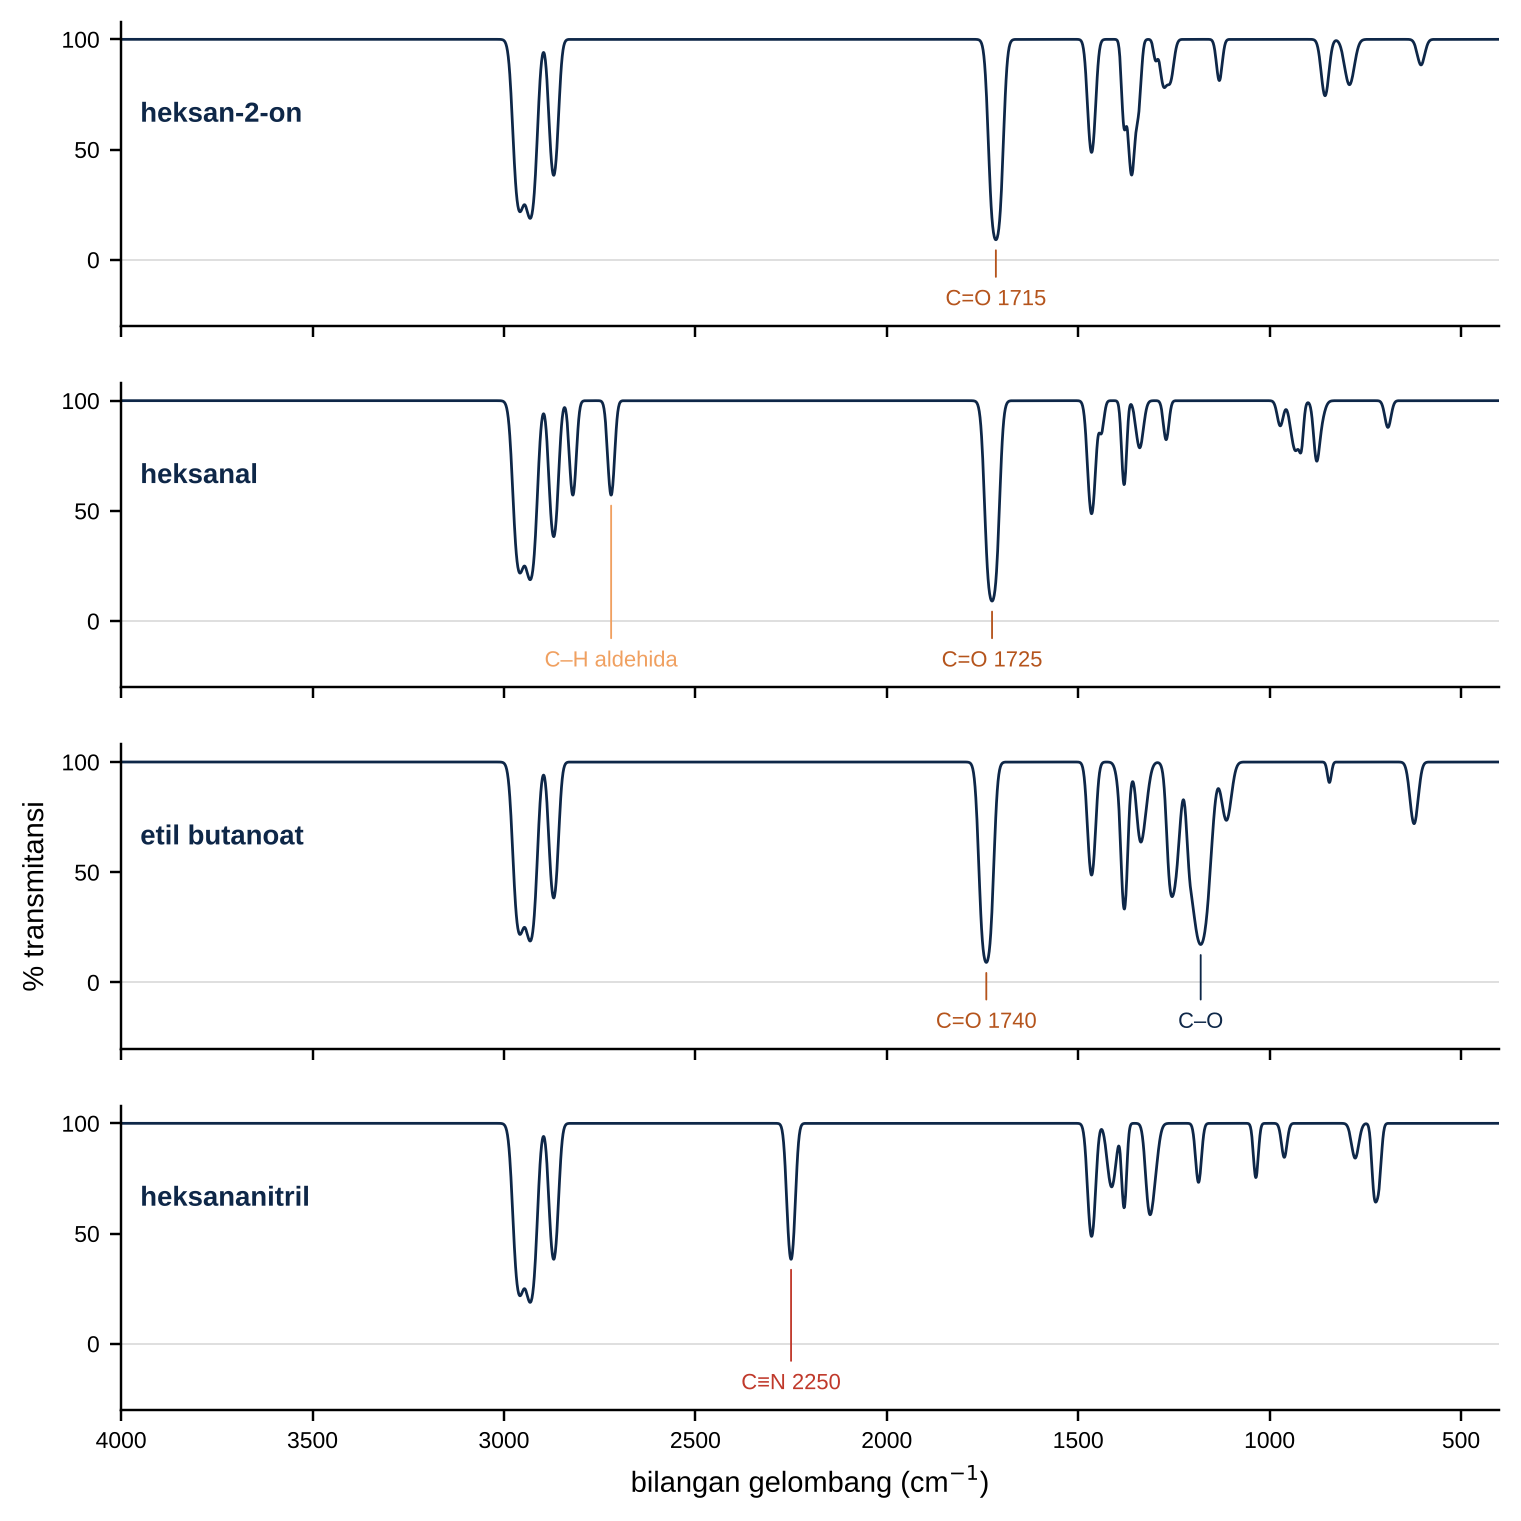 100
heksan-2-on
50
0
C=O 1715
100
heksanal
50
0
C–H aldehida
C=O 1725
100
etil butanoat
50
0
C=O 1740
C–O
% transmitansi
100
heksananitril
50
0
C≡N 2250
4000 3500 3000 2500 2000 1500 1000 500
bilangan gelombang (cm⁻¹)